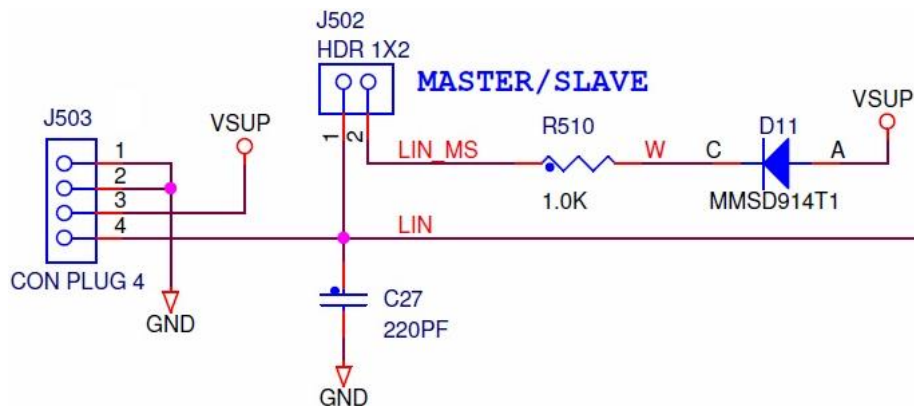 J502
HDR 1X2
MASTER/SLAVE
J503
VSUP
VSUP
R510
D11
1
2
3
4
1
2
LIN_MS
W
C
A
1.0K
MMSD914T1
LIN
CON PLUG 4
GND
C27
220PF
GND